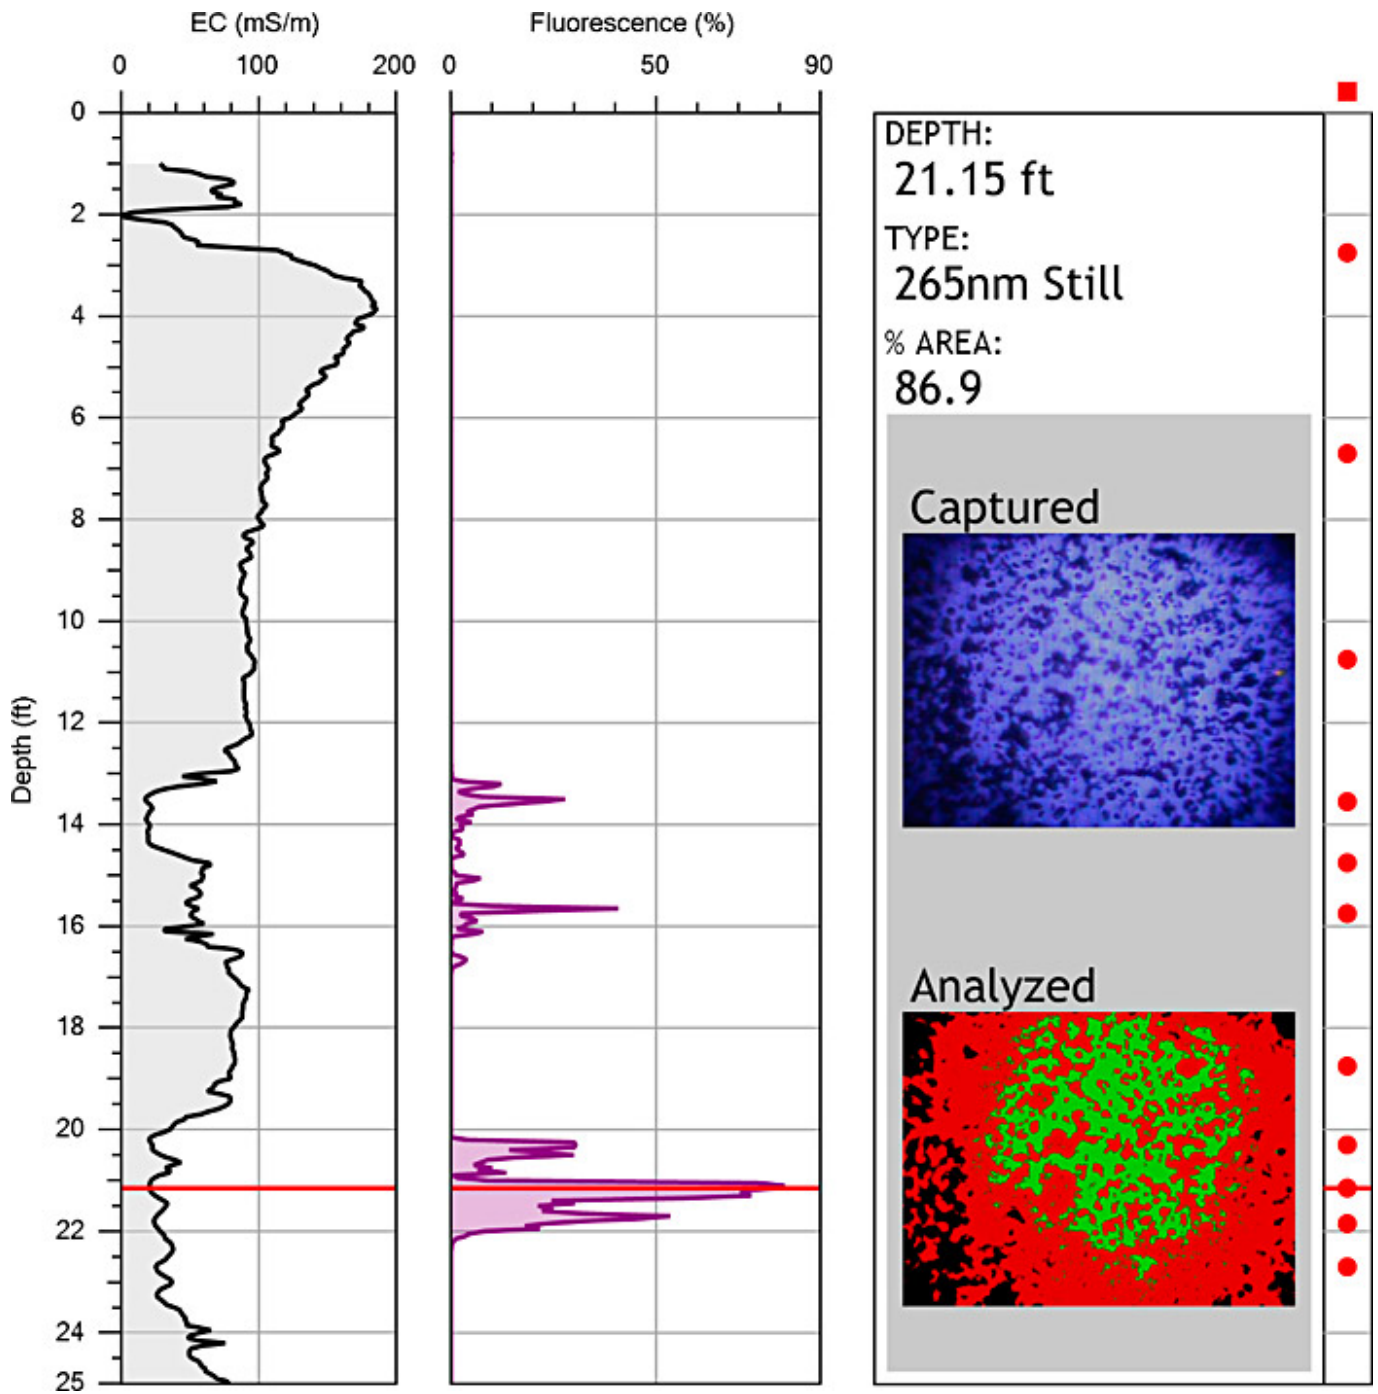 EC (mS/m)
Fluorescence (%)
0 100 200
0 50 90
0
2
4
6
8
10
12
14
16
18
20
22
24
25
Depth (ft)
DEPTH:
21.15 ft
TYPE:
265nm Still
% AREA:
86.9
Captured
Analyzed